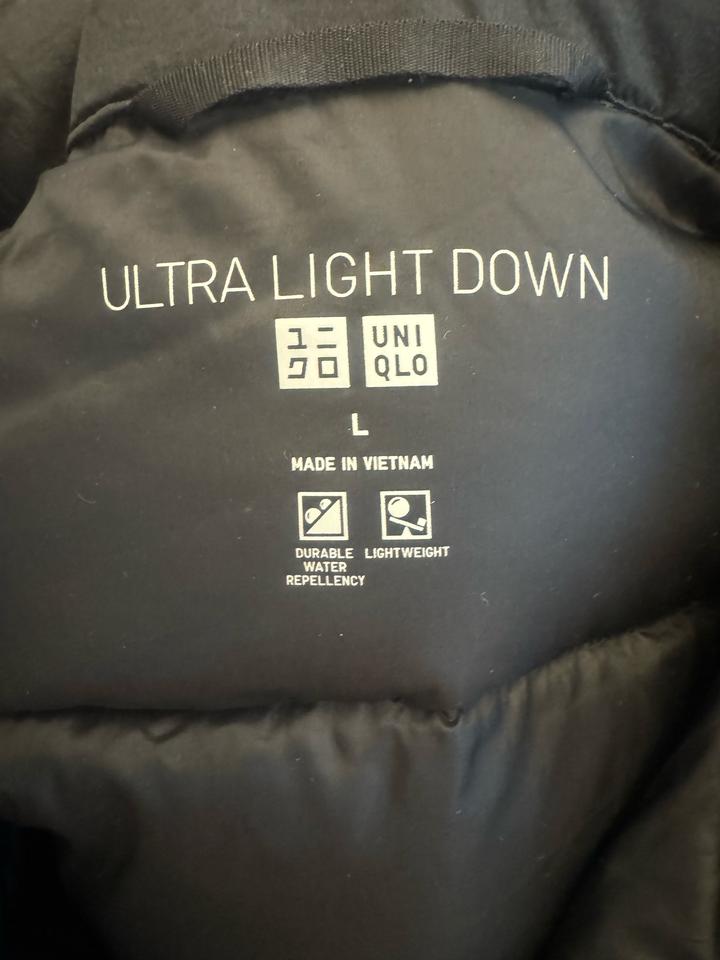 ULTRA LIGHT DOWN
ユニ UNI
クロ QLO
L
MADE IN VIETNAM
DURABLE LIGHTWEIGHT
WATER
REPELLENCY